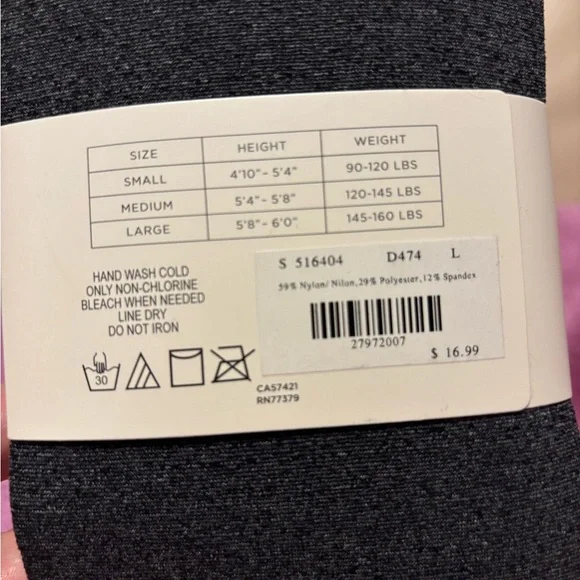 SIZE HEIGHT WEIGHT
SMALL 4'10" - 5'4" 90-120 LBS
MEDIUM 5'4" - 5'8" 120-145 LBS
LARGE 5'8" - 6'0" 145-160 LBS
HAND WASH COLD
ONLY NON-CHLORINE
BLEACH WHEN NEEDED
LINE DRY
DO NOT IRON
30
CA57421
RN77379
S 516404 D474 L
59% Nylon/ Nilon,29% Polyester,12% Spandex
27972007
$ 16.99